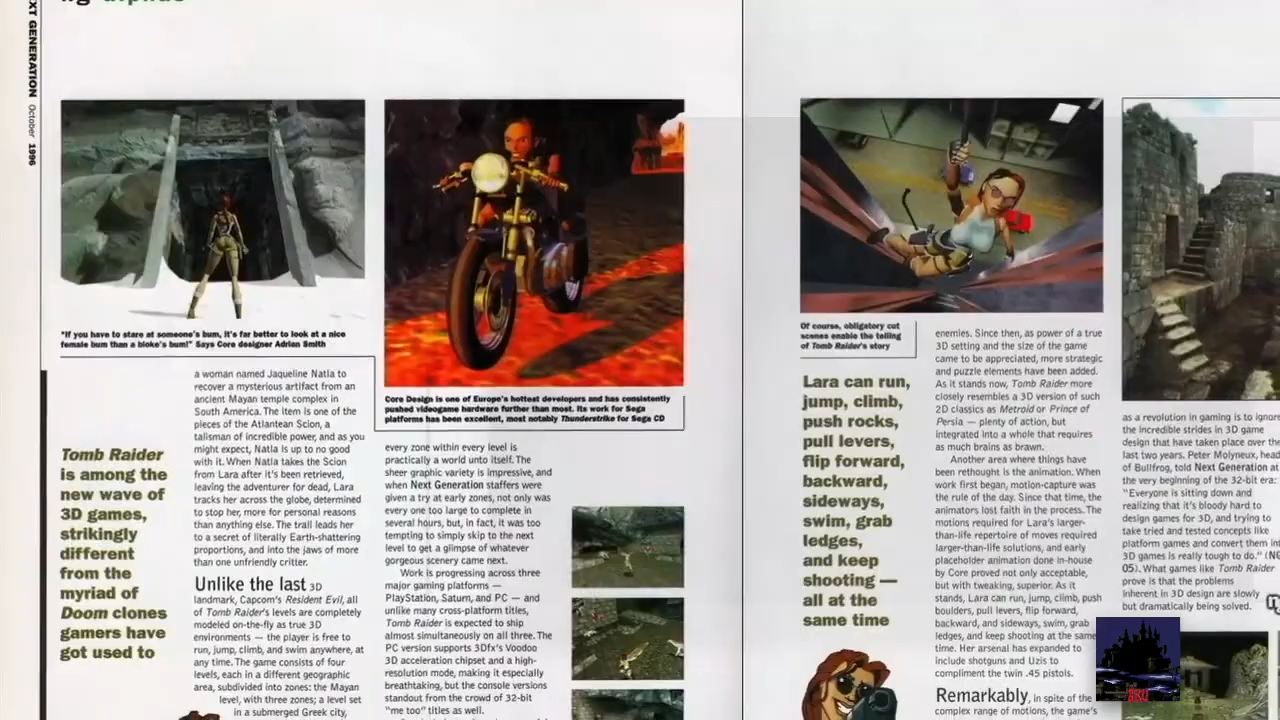 NEXT GENERATION October 1996
ng alphas
"If you have to stare at someone's bum, it's far better to look at a nice
female bum than a bloke's bum!" Says Core designer Adrian Smith
Tomb Raider
is among the
new wave of
3D games,
strikingly
different
from the
myriad of
Doom clones
gamers have
got used to
a woman named Jaqueline Natla to
recover a mysterious artifact from an
ancient Mayan temple complex in
South America. The item is one of the
pieces of the Atlantean Scion, a
talisman of incredible power, and as you
might expect, Natla is up to no good
with it. When Natla takes the Scion
from Lara after it's been retrieved,
leaving the adventurer for dead, Lara
tracks her across the globe, determined
to stop her, more for personal reasons
than anything else. The trail leads her
to a secret of literally Earth-shattering
proportions, and into the jaws of more
than one unfriendly critter.
Unlike the last 3D
landmark, Capcom's Resident Evil, all
of Tomb Raider's levels are completely
modeled on-the-fly as true 3D
environments — the player is free to
run, jump, climb, and swim anywhere, at
any time. The game consists of four
levels, each in a different geographic
area, subdivided into zones: the Mayan
level, with three zones; a level set
in a submerged Greek city,
Core Design is one of Europe's hottest developers and has consistently
pushed videogame hardware further than most. Its work for Sega
platforms has been excellent, most notably Thunderstrike for Sega CD
every zone within every level is
practically a world unto itself. The
sheer graphic variety is impressive, and
when Next Generation staffers were
given a try at early zones, not only was
every one too large to complete in
several hours, but, in fact, it was too
tempting to simply skip to the next
level to get a glimpse of whatever
gorgeous scenery came next.
Work is progressing across three
major gaming platforms —
PlayStation, Saturn, and PC — and
unlike many cross-platform titles,
Tomb Raider is expected to ship
almost simultaneously on all three. The
PC version supports 3Dfx's Voodoo
3D acceleration chipset and a high-
resolution mode, making it especially
breathtaking, but the console versions
standout from the crowd of 32-bit
"me too" titles as well.
Of course, obligatory cut
scenes enable the telling
of Tomb Raider's story
Lara can run,
jump, climb,
push rocks,
pull levers,
flip forward,
backward,
sideways,
swim, grab
ledges,
and keep
shooting —
all at the
same time
enemies. Since then, as power of a true
3D setting and the size of the game
came to be appreciated, more strategic
and puzzle elements have been added.
As it stands now, Tomb Raider more
closely resembles a 3D version of such
2D classics as Metroid or Prince of
Persia — plenty of action, but
integrated into a whole that requires
as much brains as brawn.
Another area where things have
been rethought is the animation. When
work first began, motion-capture was
the rule of the day. Since that time, the
animators lost faith in the process. The
motions required for Lara's larger-
than-life repertoire of moves required
larger-than-life solutions, and early
placeholder animation done in-house
by Core proved not only acceptable,
but with tweaking, superior. As it
stands, Lara can run, jump, climb, push
boulders, pull levers, flip forward,
backward, and sideways, swim, grab
ledges, and keep shooting at the same
time. Her arsenal has expanded to
include shotguns and Uzis to
compliment the twin .45 pistols.
Remarkably, in spite of the
complex range of motions, the game's
as a revolution in gaming is to ignore
the incredible strides in 3D game
design that have taken place over the
last two years. Peter Molyneux, head
of Bullfrog, told Next Generation at
the very beginning of the 32-bit era:
"Everyone is sitting down and
realizing that it's bloody hard to
design games for 3D, and trying to
take tried and tested concepts like
platform games and convert them into
3D games is really tough to do." (NG
05). What games like Tomb Raider
prove is that the problems
inherent in 3D design are slowly
but dramatically being solved.